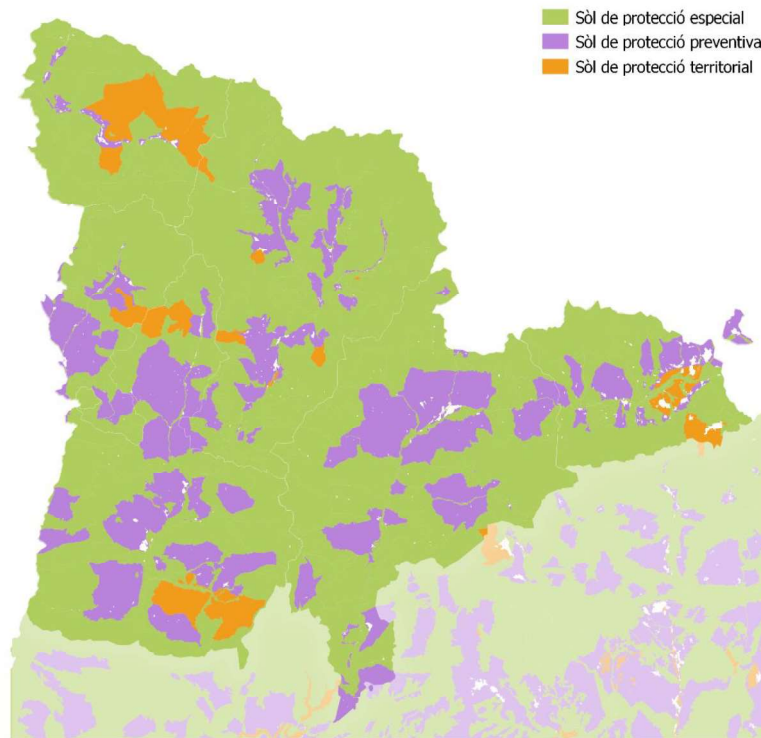 Sòl de protecció especial
Sòl de protecció preventiva
Sòl de protecció territorial